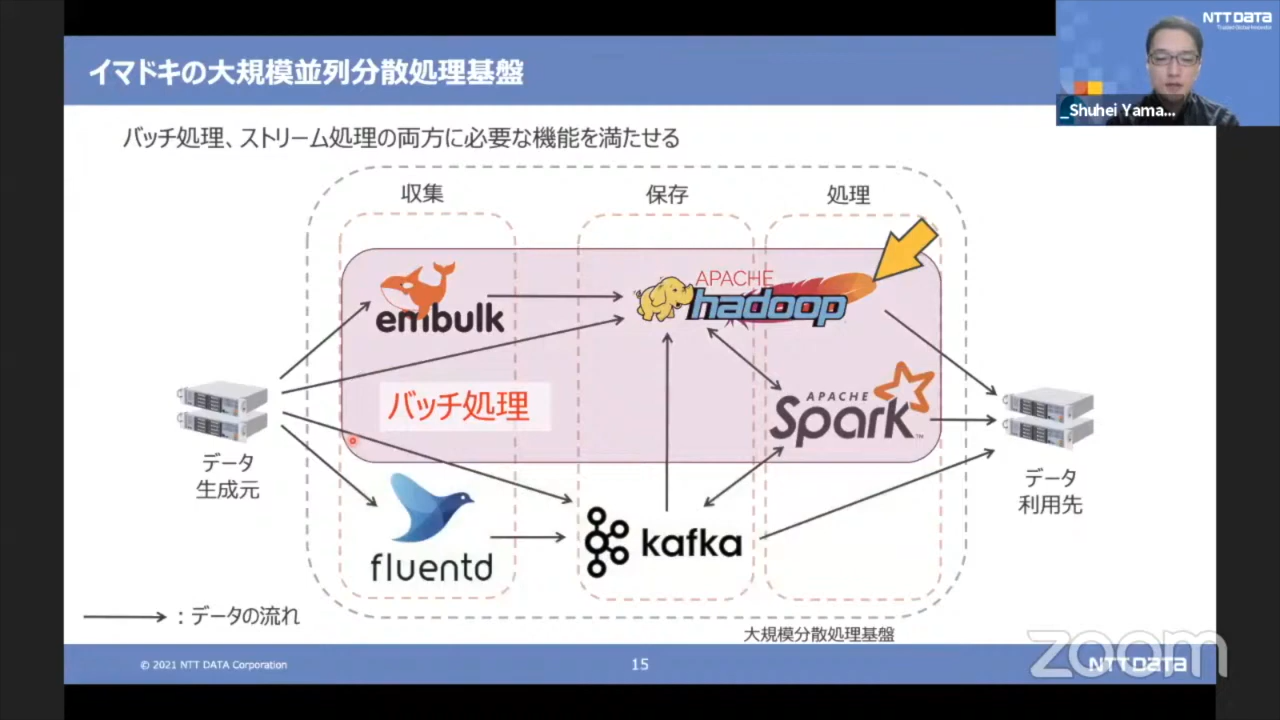 イマドキの大規模並列分散処理基盤
NTT DATA
Trusted Global Innovator
_Shuhei Yama...
バッチ処理、ストリーム処理の両方に必要な機能を満たせる
収集
保存
処理
embulk
APACHE
hadoop
バッチ処理
APACHE
Spark
TM
データ
生成元
データ
利用先
fluentd
kafka
：データの流れ
大規模分散処理基盤
© 2021 NTT DATA Corporation
15
NTT DATA
zoom